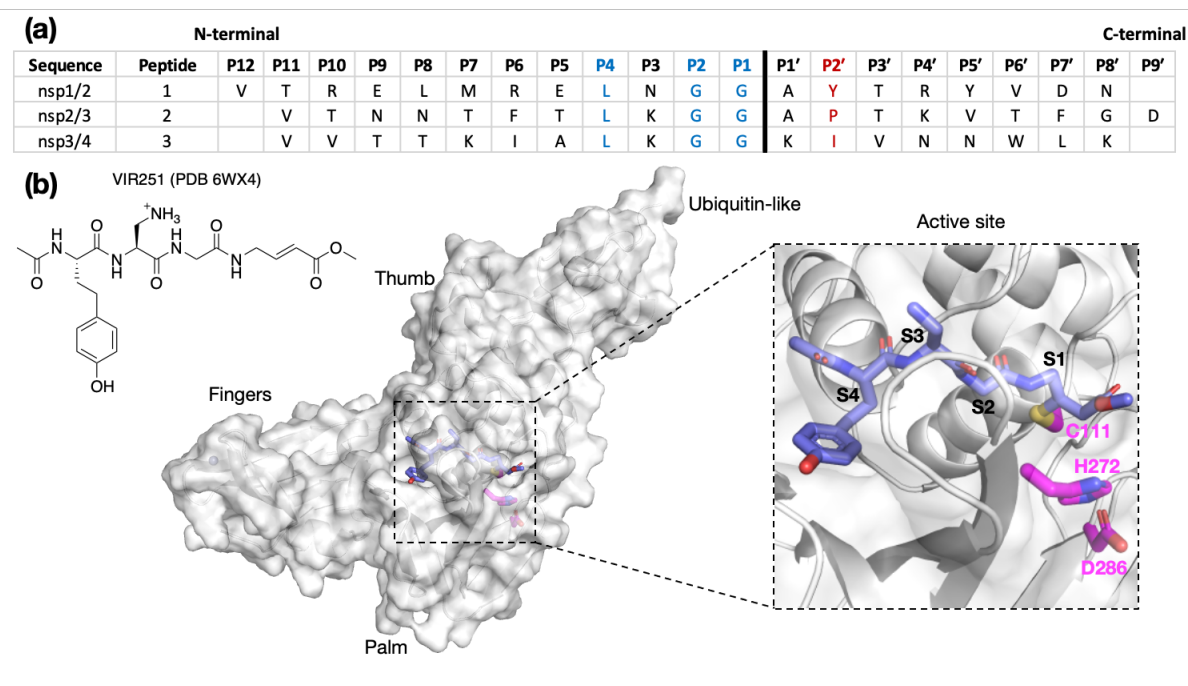 (a)
N-terminal C-terminal
Sequence Peptide P12 P11 P10 P9 P8 P7 P6 P5 P4 P3 P2 P1 P1′ P2′ P3′ P4′ P5′ P6′ P7′ P8′ P9′
nsp1/2 1 V T R E L M R E L N G G A Y T R Y V D N
nsp2/3 2 V T N N T F T L K G G A P T K V T F G D
nsp3/4 3 V V T T K I A L K G G K I V N N W L K
(b)
VIR251 (PDB 6WX4)
+NH3
H
N
O
H
N
O
O
N
H
O
N
H
O
O
OH
Ubiquitin-like
Thumb
Fingers
Palm
Active site
S3
S1
S4
S2
C111
H272
D286